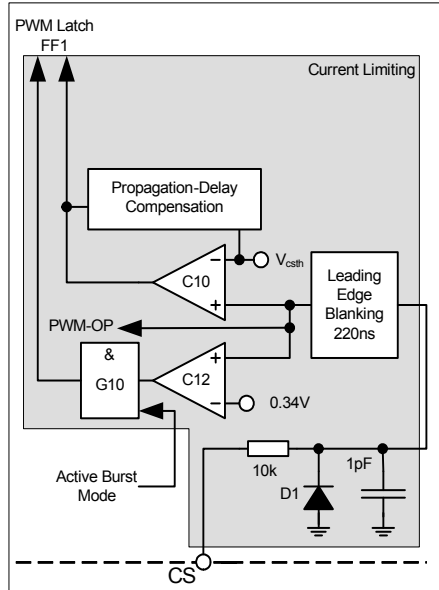 PWM Latch
FF1
Current Limiting
Propagation-Delay
Compensation
−
Vcsth
C10
+
Leading
Edge
Blanking
220ns
PWM-OP
&
G10
+
C12
−
0.34V
10k
1pF
D1
Active Burst
Mode
CS